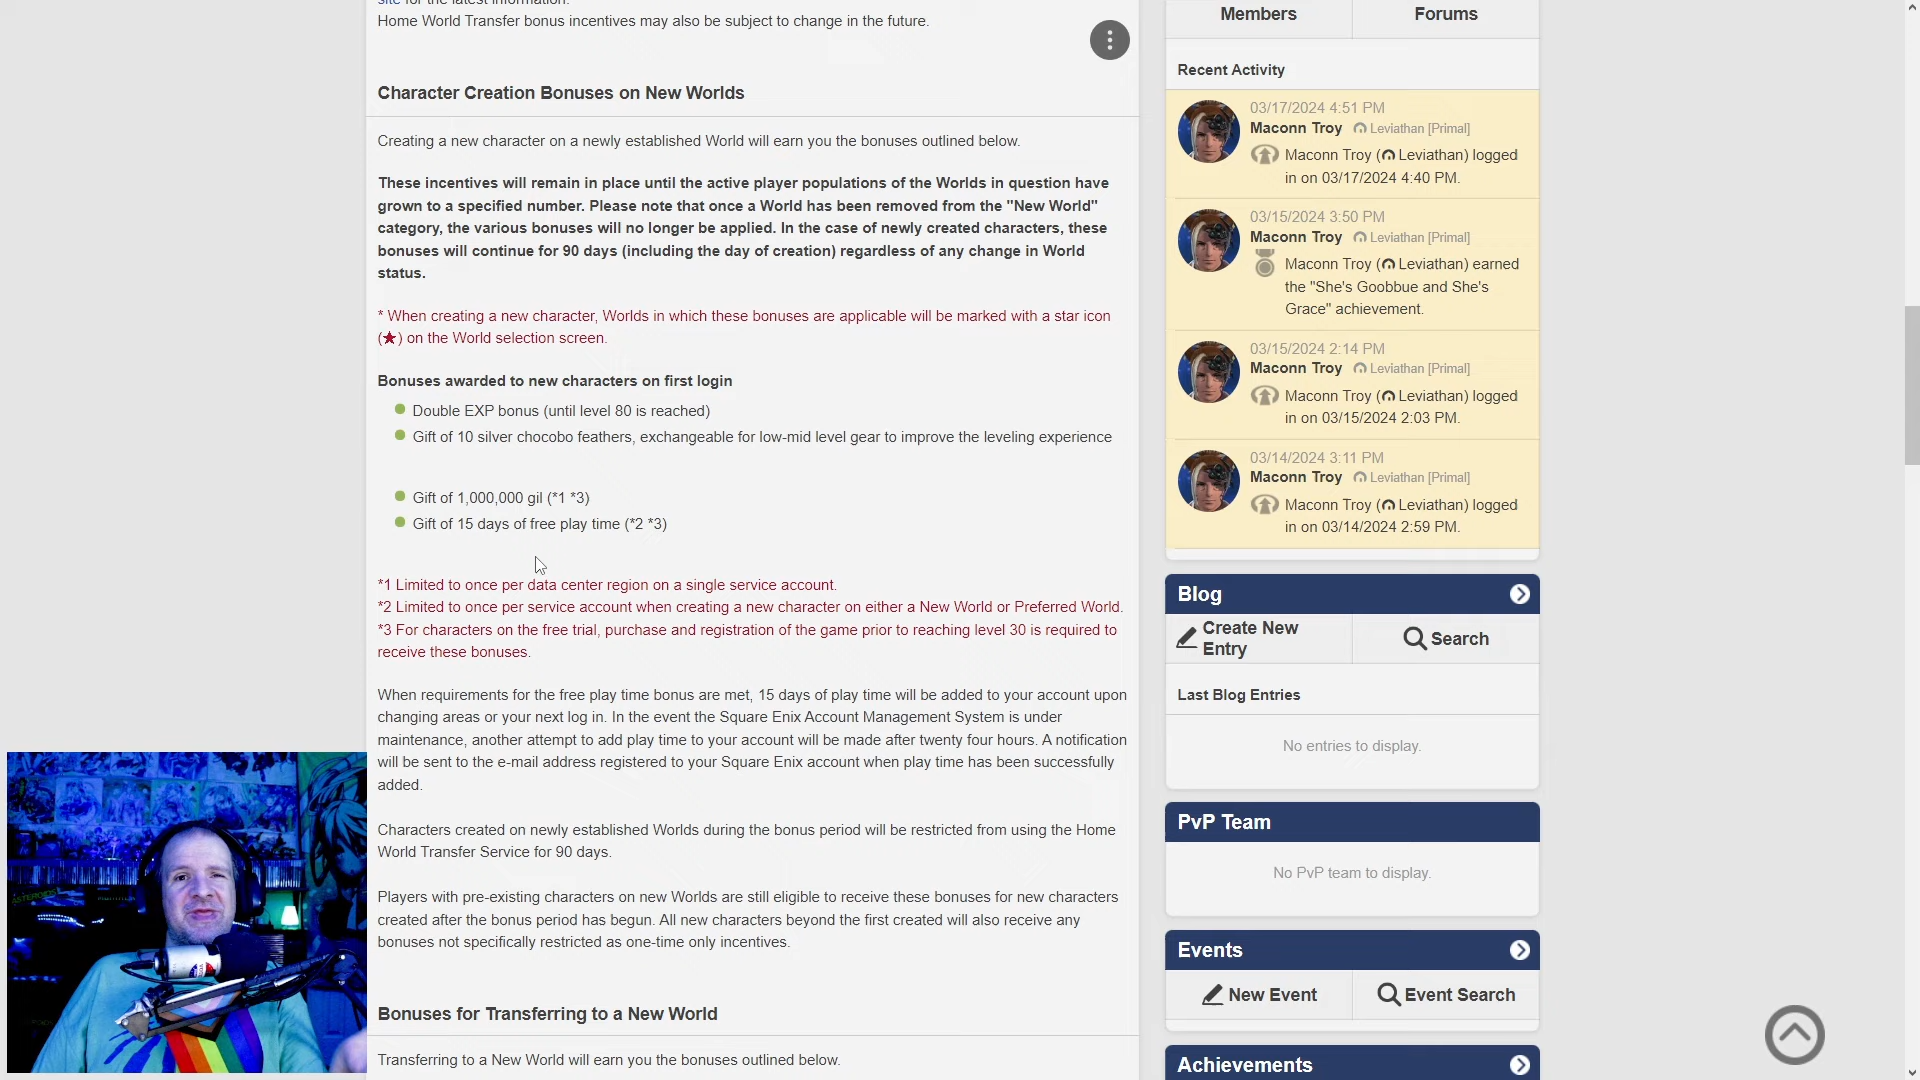 site for the latest information.
Home World Transfer bonus incentives may also be subject to change in the future.
Character Creation Bonuses on New Worlds
Creating a new character on a newly established World will earn you the bonuses outlined below.
These incentives will remain in place until the active player populations of the Worlds in question have
grown to a specified number. Please note that once a World has been removed from the "New World"
category, the various bonuses will no longer be applied. In the case of newly created characters, these
bonuses will continue for 90 days (including the day of creation) regardless of any change in World
status.
* When creating a new character, Worlds in which these bonuses are applicable will be marked with a star icon
(★) on the World selection screen.
Bonuses awarded to new characters on first login
Double EXP bonus (until level 80 is reached)
Gift of 10 silver chocobo feathers, exchangeable for low-mid level gear to improve the leveling experience
Gift of 1,000,000 gil (*1 *3)
Gift of 15 days of free play time (*2 *3)
*1 Limited to once per data center region on a single service account.
*2 Limited to once per service account when creating a new character on either a New World or Preferred World.
*3 For characters on the free trial, purchase and registration of the game prior to reaching level 30 is required to
receive these bonuses.
When requirements for the free play time bonus are met, 15 days of play time will be added to your account upon
changing areas or your next log in. In the event the Square Enix Account Management System is under
maintenance, another attempt to add play time to your account will be made after twenty four hours. A notification
will be sent to the e-mail address registered to your Square Enix account when play time has been successfully
added.
Characters created on newly established Worlds during the bonus period will be restricted from using the Home
World Transfer Service for 90 days.
Players with pre-existing characters on new Worlds are still eligible to receive these bonuses for new characters
created after the bonus period has begun. All new characters beyond the first created will also receive any
bonuses not specifically restricted as one-time only incentives.
Bonuses for Transferring to a New World
Transferring to a New World will earn you the bonuses outlined below.
Members
Forums
Recent Activity
03/17/2024 4:51 PM
Maconn Troy Leviathan [Primal]
Maconn Troy (Leviathan) logged
in on 03/17/2024 4:40 PM.
03/15/2024 3:50 PM
Maconn Troy Leviathan [Primal]
Maconn Troy (Leviathan) earned
the "She's Goobbue and She's
Grace" achievement.
03/15/2024 2:14 PM
Maconn Troy Leviathan [Primal]
Maconn Troy (Leviathan) logged
in on 03/15/2024 2:03 PM.
03/14/2024 3:11 PM
Maconn Troy Leviathan [Primal]
Maconn Troy (Leviathan) logged
in on 03/14/2024 2:59 PM.
Blog
Create New
Entry
Search
Last Blog Entries
No entries to display.
PvP Team
No PvP team to display.
Events
New Event
Event Search
Achievements